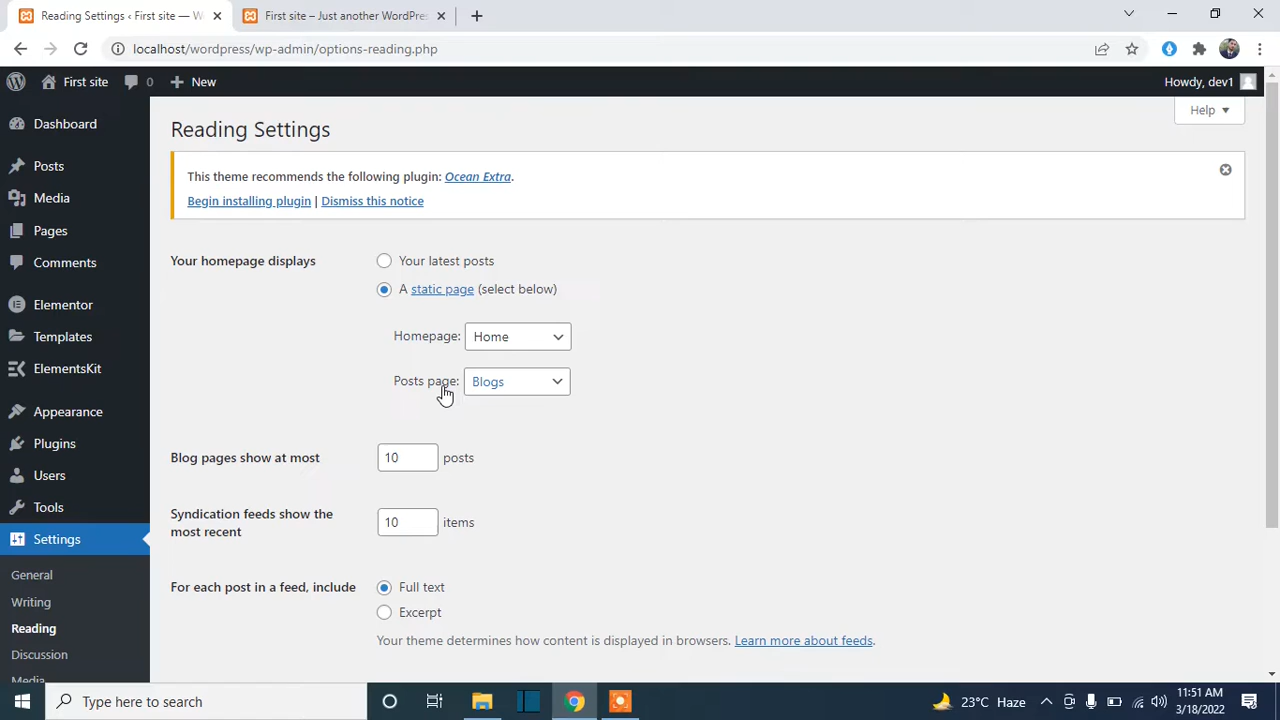 Reading Settings ‹ First site — W
First site – Just another WordPres
localhost/wordpress/wp-admin/options-reading.php
First site
0
New
Howdy, dev1
Help
Dashboard
Posts
Media
Pages
Comments
Elementor
Templates
ElementsKit
Appearance
Plugins
Users
Tools
Settings
General
Writing
Reading
Discussion
Media
Reading Settings
This theme recommends the following plugin: Ocean Extra.
Begin installing plugin | Dismiss this notice
Your homepage displays
Your latest posts
A static page (select below)
Homepage: Home
Posts page: Blogs
Blog pages show at most 10 posts
Syndication feeds show the
most recent
10 items
For each post in a feed, include
Full text
Excerpt
Your theme determines how content is displayed in browsers. Learn more about feeds.
Type here to search
23°C Haze
11:51 AM
3/18/2022